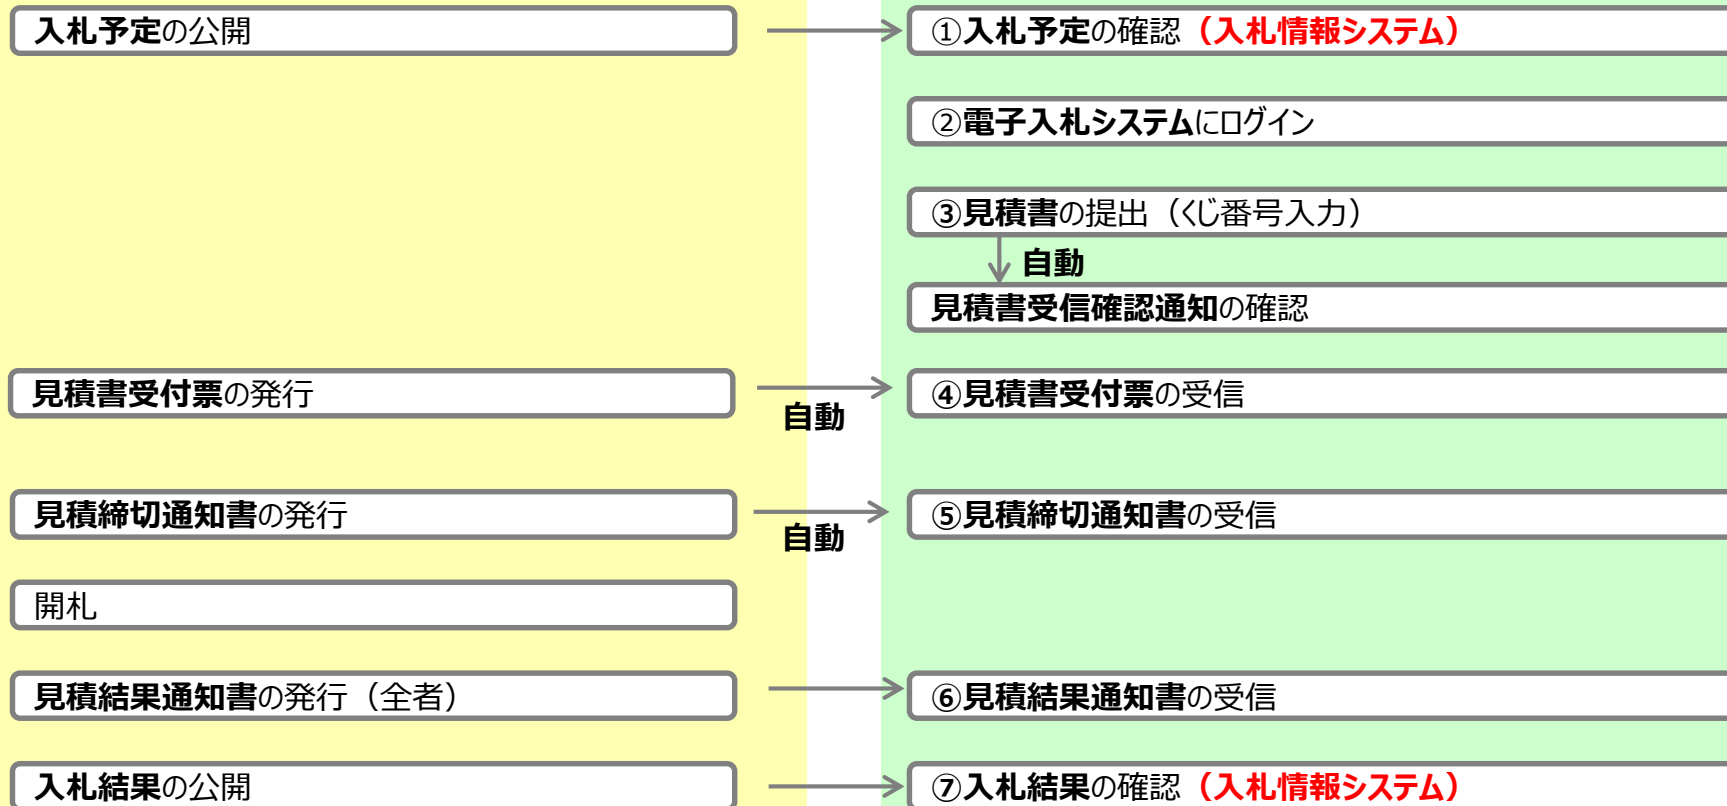 入札予定の公開
①入札予定の確認（入札情報システム）
②電子入札システムにログイン
③見積書の提出（くじ番号入力）
自動
見積書受信確認通知の確認
見積書受付票の発行
自動
④見積書受付票の受信
見積締切通知書の発行
自動
⑤見積締切通知書の受信
開札
見積結果通知書の発行（全者）
⑥見積結果通知書の受信
入札結果の公開
⑦入札結果の確認（入札情報システム）